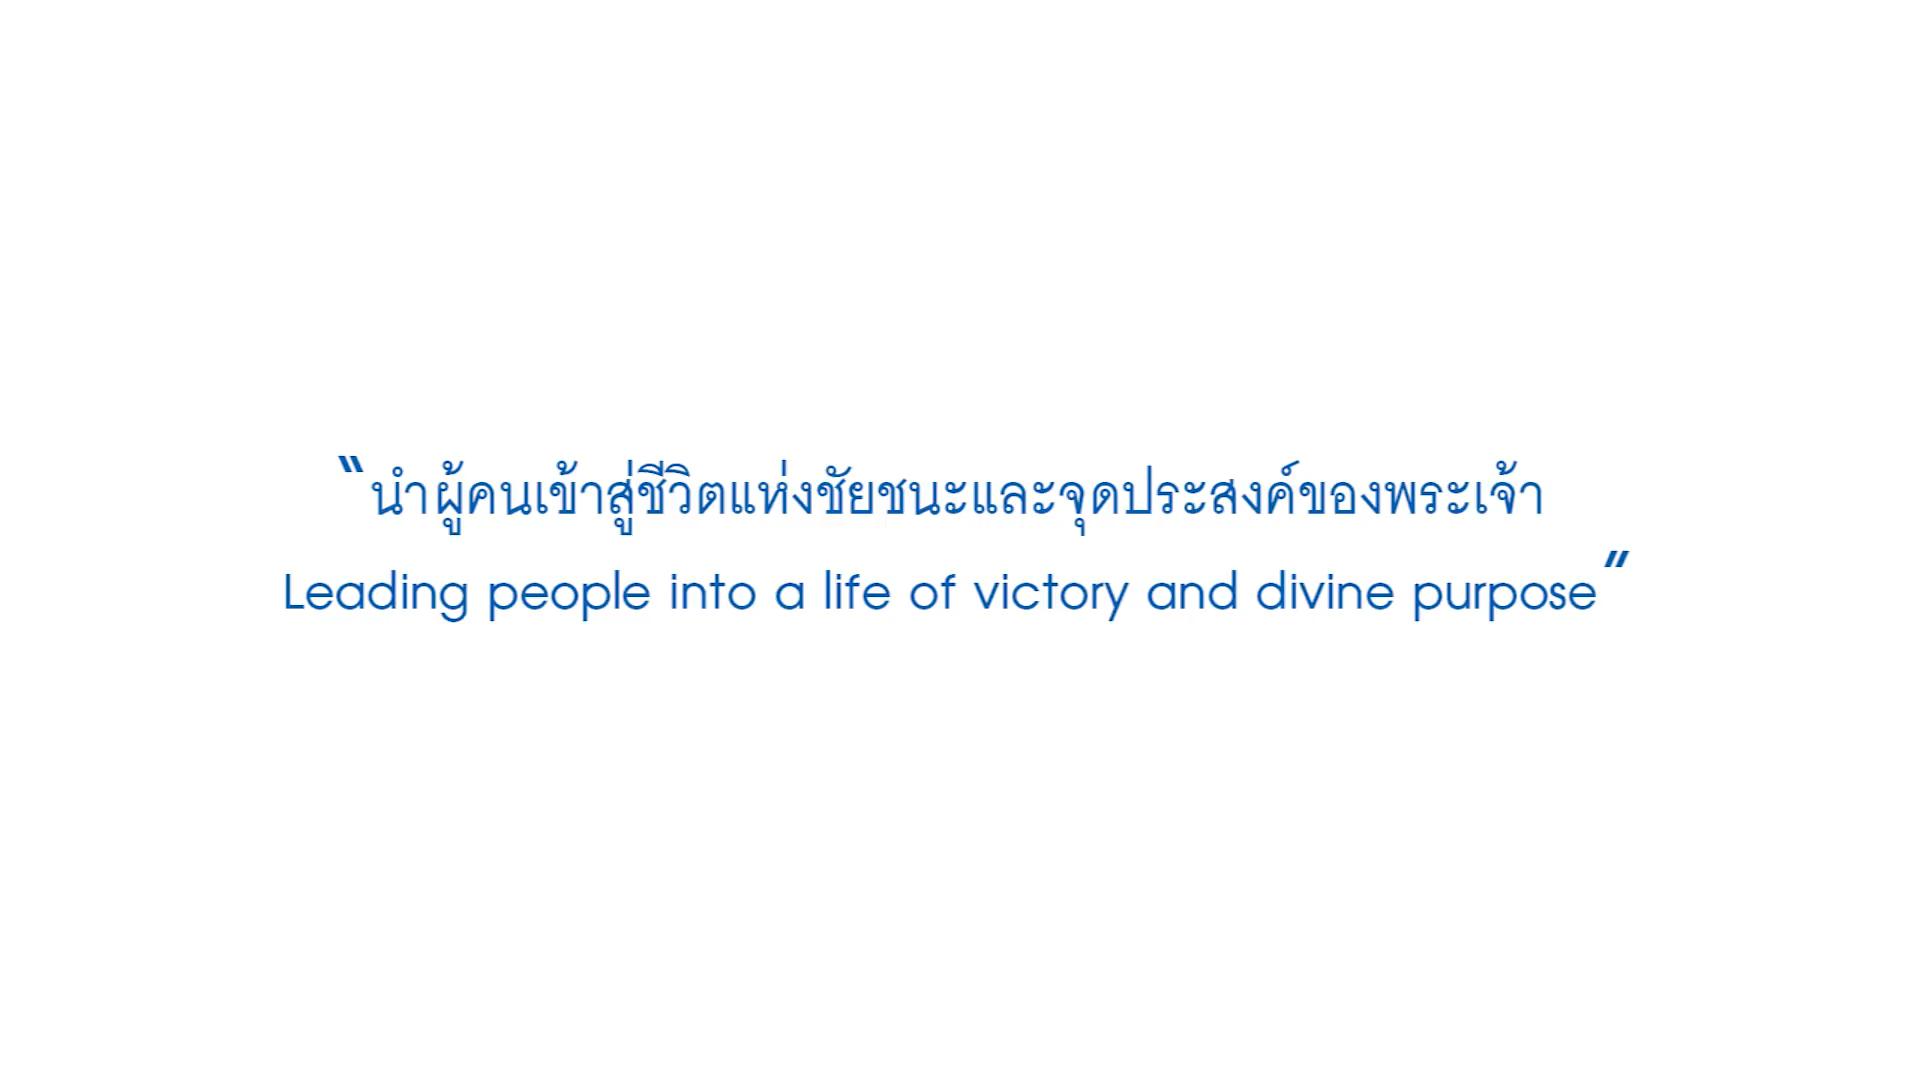 “นำผู้คนเข้าสู่ชีวิตแห่งชัยชนะและจุดประสงค์ของพระเจ้า
Leading people into a life of victory and divine purpose”